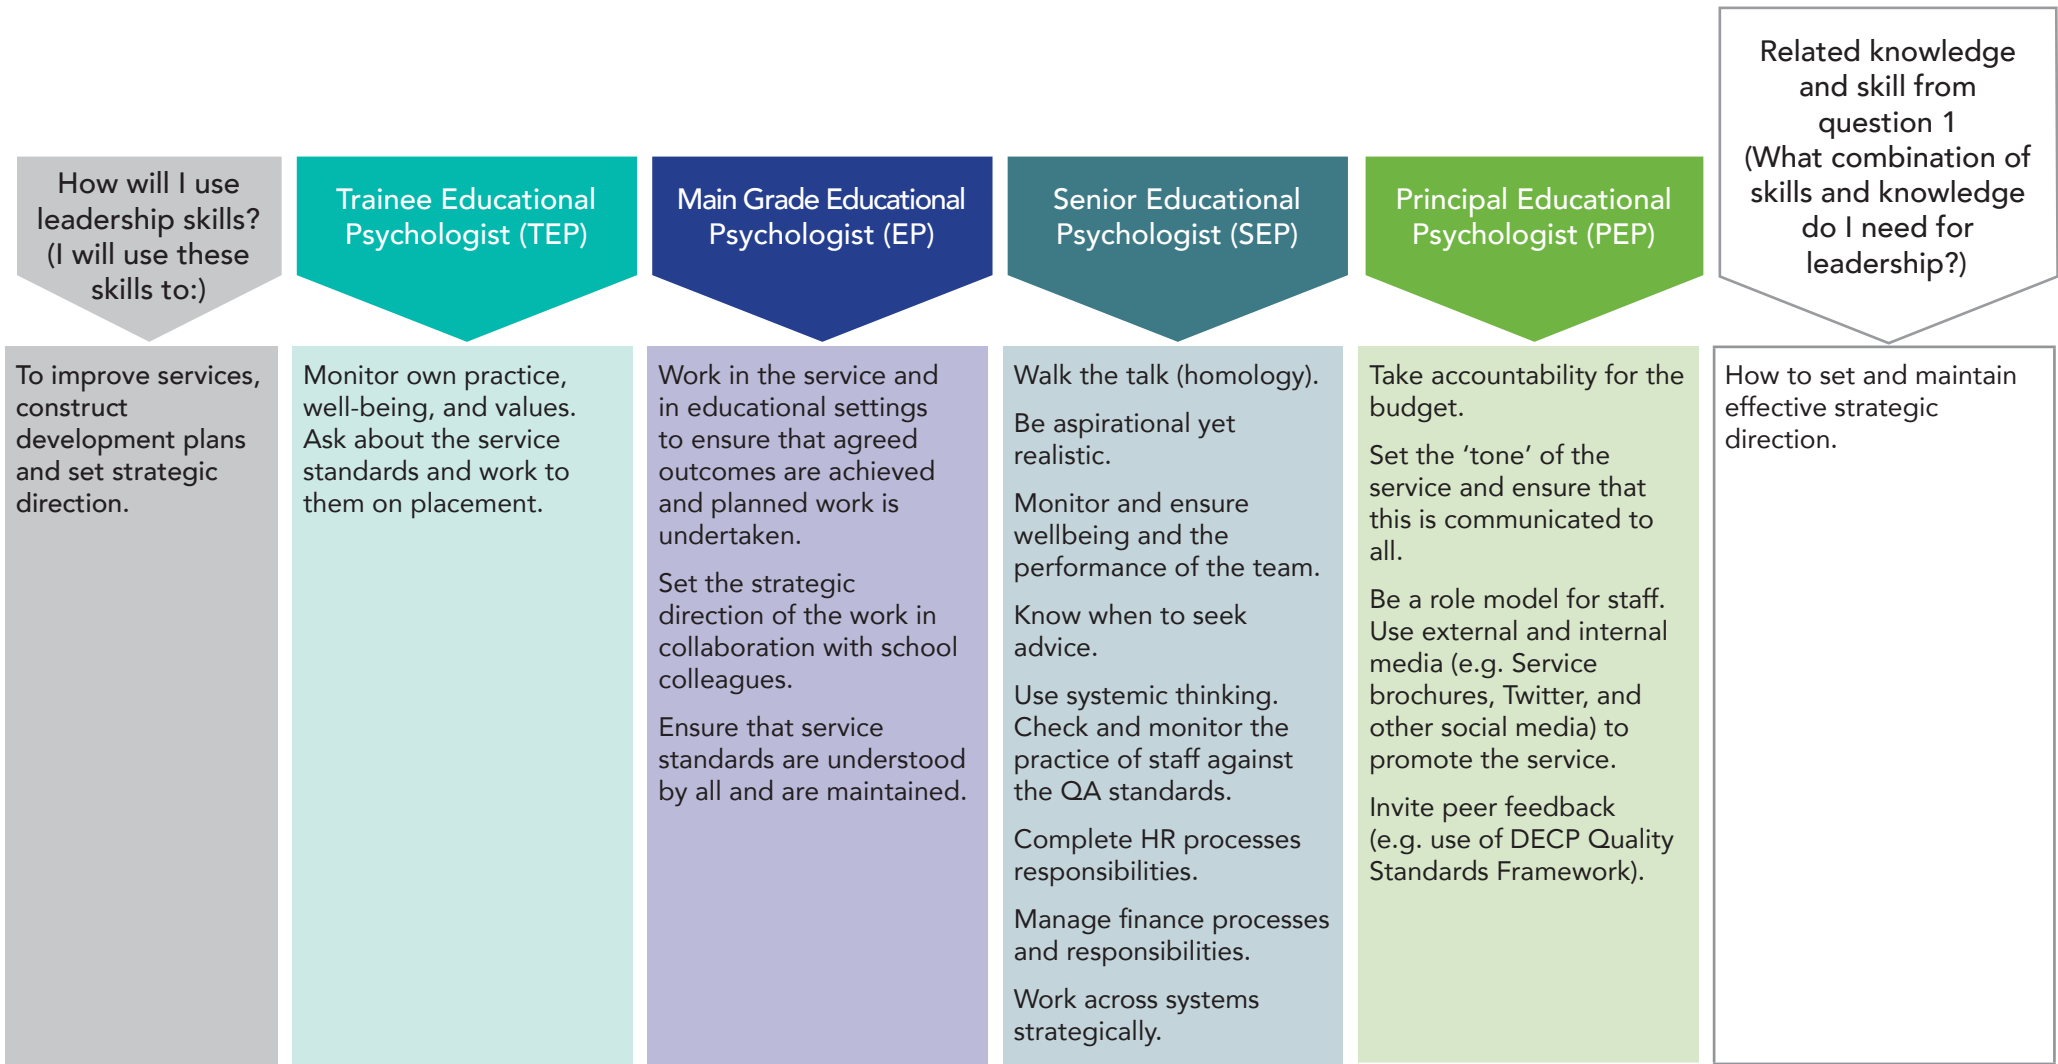 How will I use
leadership skills?
(I will use these
skills to:)
Trainee Educational
Psychologist (TEP)
Main Grade Educational
Psychologist (EP)
Senior Educational
Psychologist (SEP)
Principal Educational
Psychologist (PEP)
Related knowledge
and skill from
question 1
(What combination of
skills and knowledge
do I need for
leadership?)
To improve services,
construct
development plans
and set strategic
direction.
Monitor own practice,
well-being, and values.
Ask about the service
standards and work to
them on placement.
Work in the service and
in educational settings
to ensure that agreed
outcomes are achieved
and planned work is
undertaken.
Set the strategic
direction of the work in
collaboration with school
colleagues.
Ensure that service
standards are understood
by all and are maintained.
Walk the talk (homology).
Be aspirational yet
realistic.
Monitor and ensure
wellbeing and the
performance of the team.
Know when to seek
advice.
Use systemic thinking.
Check and monitor the
practice of staff against
the QA standards.
Complete HR processes
responsibilities.
Manage finance processes
and responsibilities.
Work across systems
strategically.
Take accountability for the
budget.
Set the ‘tone’ of the
service and ensure that
this is communicated to
all.
Be a role model for staff.
Use external and internal
media (e.g. Service
brochures, Twitter, and
other social media) to
promote the service.
Invite peer feedback
(e.g. use of DECP Quality
Standards Framework).
How to set and maintain
effective strategic
direction.